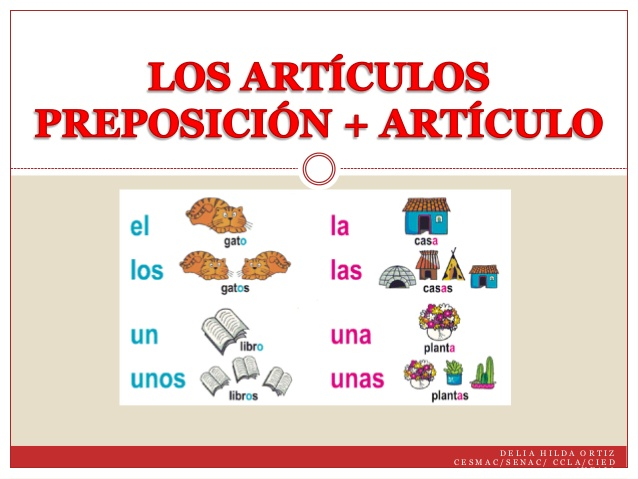 LOS ARTÍCULOS
PREPOSICIÓN + ARTÍCULO
el
gato
la
casa
los
gatos
las
casas
un
libro
una
planta
unos
libros
unas
plantas
DELIA HILDA ORTIZ
CESMAC/SENAC/ CCLA/CIED